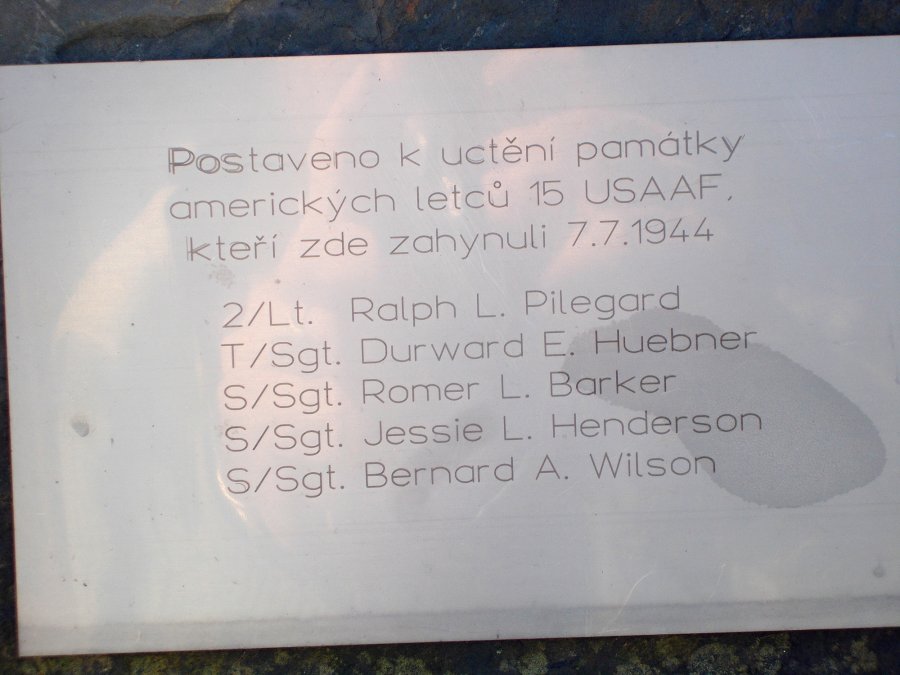 Postaveno k uctění památky
amerických letců 15 USAAF,
kteří zde zahynuli 7.7.1944
2/Lt. Ralph L. Pilegard
T/Sgt. Durward E. Huebner
S/Sgt. Romer L. Barker
S/Sgt. Jessie L. Henderson
S/Sgt. Bernard A. Wilson